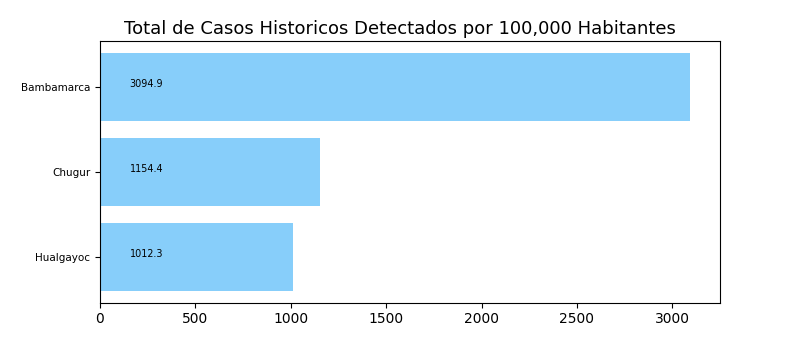 Total de Casos Historicos Detectados por 100,000 Habitantes
Bambamarca
3094.9
Chugur
1154.4
Hualgayoc
1012.3
0 500 1000 1500 2000 2500 3000